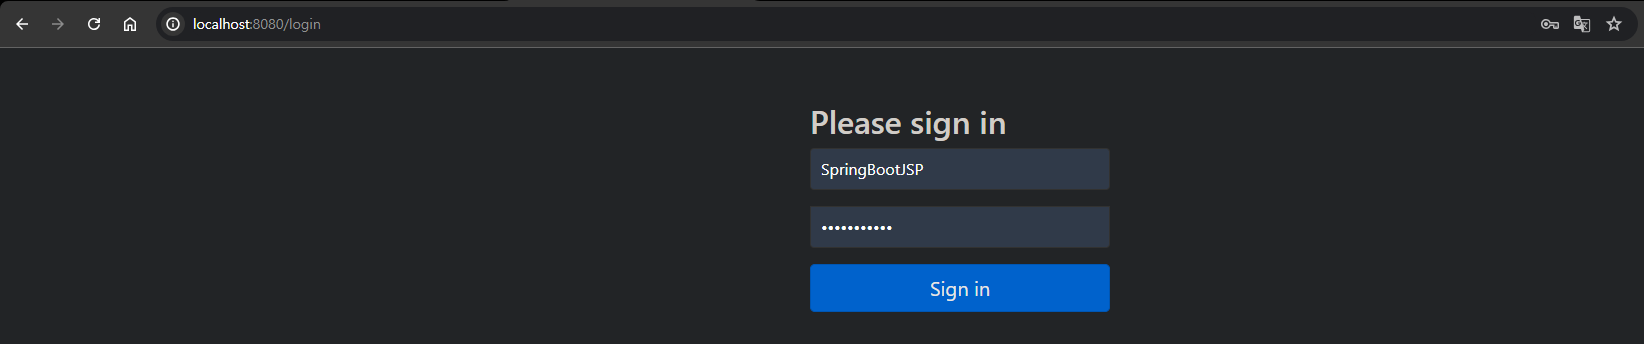 localhost:8080/login
Please sign in
SpringBootJSP
•••••••••••
Sign in